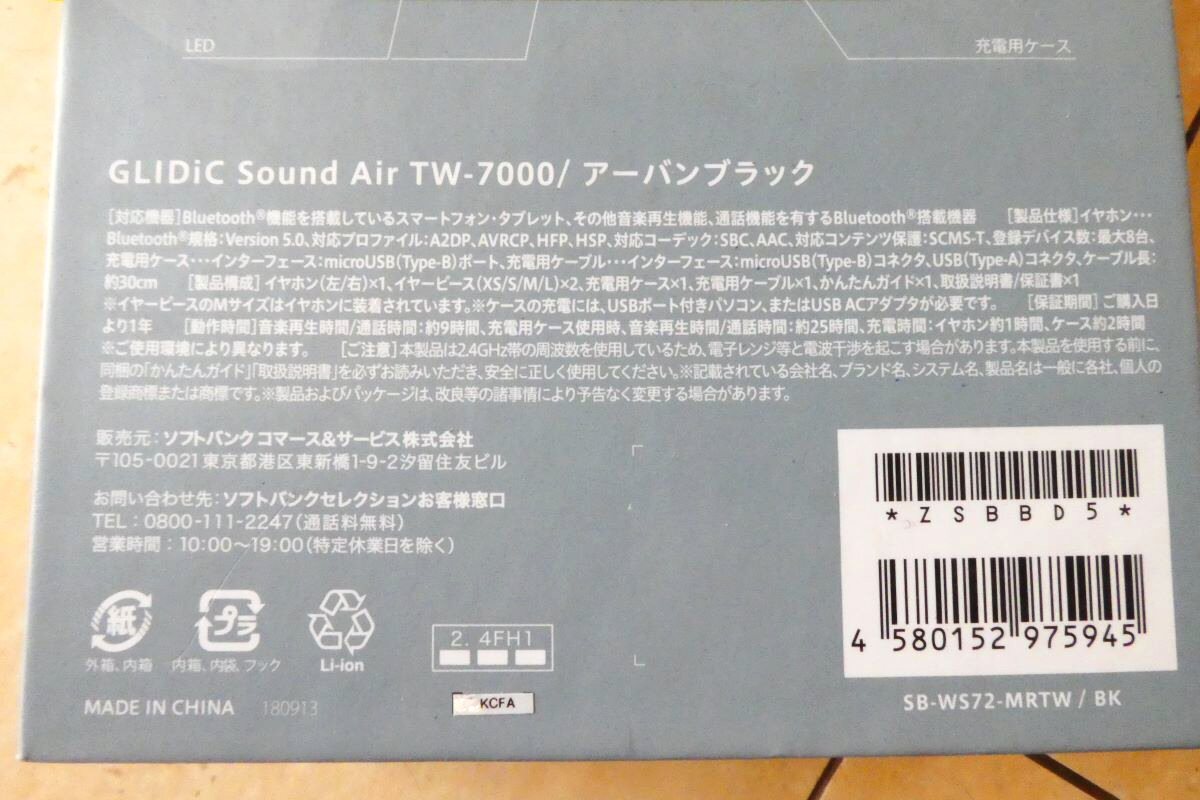 LED
充電用ケース
GLIDiC Sound Air TW-7000/ アーバンブラック
[対応機器]Bluetooth®機能を搭載しているスマートフォン・タブレット、その他音楽再生機能、通話機能を有するBluetooth®搭載機器 [製品仕様]イヤホン…
Bluetooth®規格:Version 5.0、対応プロファイル:A2DP、AVRCP、HFP、HSP、対応コーデック:SBC、AAC、対応コンテンツ保護:SCMS-T、登録デバイス数:最大8台、
充電用ケース…インターフェース:microUSB(Type-B)ポート、充電用ケーブル…インターフェース:microUSB(Type-B)コネクタ、USB(Type-A)コネクタ、ケーブル長:
約30cm [製品構成]イヤホン(左/右)×1、イヤーピース(XS/S/M/L)×2、充電用ケース×1、充電用ケーブル×1、かんたんガイド×1、取扱説明書/保証書×1
※イヤーピースのMサイズはイヤホンに装着されています。※ケースの充電には、USBポート付きパソコン、またはUSB ACアダプタが必要です。 [保証期間]ご購入日
より1年 [動作時間]音楽再生時間/通話時間:約9時間、充電用ケース使用時、音楽再生時間/通話時間:約25時間、充電時間:イヤホン約1時間、ケース約2時間
※ご使用環境により異なります。 [ご注意]本製品は2.4GHz帯の周波数を使用しているため、電子レンジ等と電波干渉を起こす場合があります。本製品を使用する前に、
同梱の「かんたんガイド」「取扱説明書」を必ずお読みいただき、安全に正しく使用してください。※記載されている会社名、ブランド名、システム名、製品名は一般に各社、個人の
登録商標または商標です。※製品およびパッケージは、改良等の諸事情により予告なく変更する場合があります。
販売元:ソフトバンク コマース&サービス株式会社
〒105-0021 東京都港区東新橋1-9-2汐留住友ビル
お問い合わせ先:ソフトバンクセレクションお客様窓口
TEL:0800-111-2247(通話料無料)
営業時間:10:00〜19:00(特定休業日を除く)
*ZSBBD5*
4 580152 975945
SB-WS72-MRTW / BK
紙
外箱、内箱
プラ
内箱、内袋、フック
Li-ion
2.4FH1
MADE IN CHINA 180913
KCFA